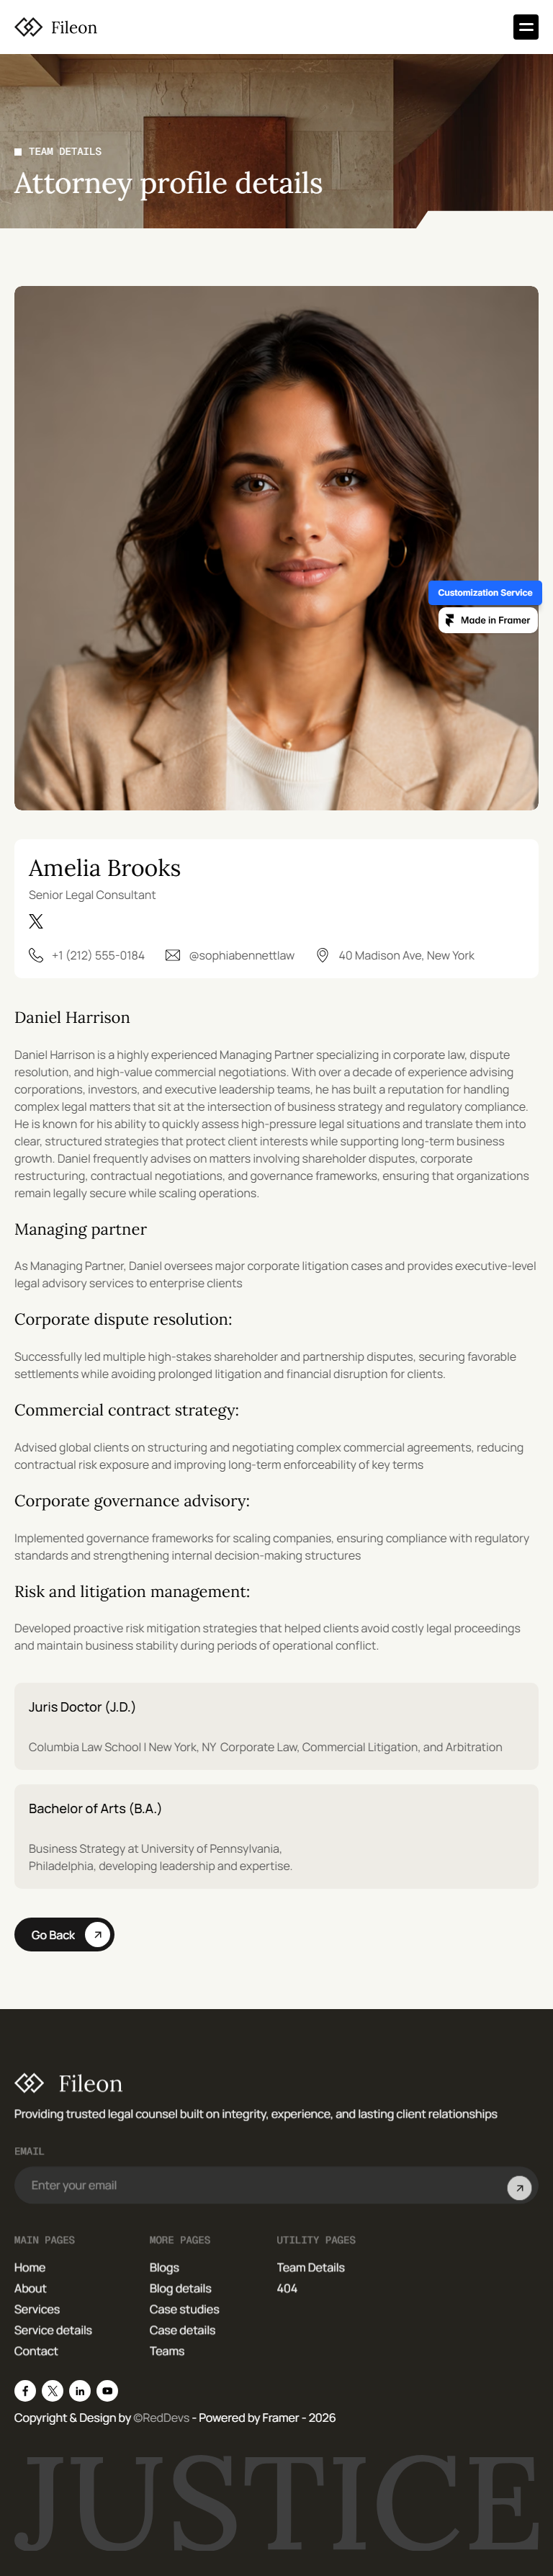 Fileon
TEAM DETAILS
Attorney profile details
Customization Service
Made in Framer
Amelia Brooks
Senior Legal Consultant
+1 (212) 555-0184 @sophiabennettlaw 40 Madison Ave, New York
Daniel Harrison
Daniel Harrison is a highly experienced Managing Partner specializing in corporate law, dispute
resolution, and high-value commercial negotiations. With over a decade of experience advising
corporations, investors, and executive leadership teams, he has built a reputation for handling
complex legal matters that sit at the intersection of business strategy and regulatory compliance.
He is known for his ability to quickly assess high-pressure legal situations and translate them into
clear, structured strategies that protect client interests while supporting long-term business
growth. Daniel frequently advises on matters involving shareholder disputes, corporate
restructuring, contractual negotiations, and governance frameworks, ensuring that organizations
remain legally secure while scaling operations.
Managing partner
As Managing Partner, Daniel oversees major corporate litigation cases and provides executive-level
legal advisory services to enterprise clients
Corporate dispute resolution:
Successfully led multiple high-stakes shareholder and partnership disputes, securing favorable
settlements while avoiding prolonged litigation and financial disruption for clients.
Commercial contract strategy:
Advised global clients on structuring and negotiating complex commercial agreements, reducing
contractual risk exposure and improving long-term enforceability of key terms
Corporate governance advisory:
Implemented governance frameworks for scaling companies, ensuring compliance with regulatory
standards and strengthening internal decision-making structures
Risk and litigation management:
Developed proactive risk mitigation strategies that helped clients avoid costly legal proceedings
and maintain business stability during periods of operational conflict.
Juris Doctor (J.D.)
Columbia Law School | New York, NY Corporate Law, Commercial Litigation, and Arbitration
Bachelor of Arts (B.A.)
Business Strategy at University of Pennsylvania,
Philadelphia, developing leadership and expertise.
Go Back
Fileon
Providing trusted legal counsel built on integrity, experience, and lasting client relationships
EMAIL
Enter your email
MAIN PAGES
Home
About
Services
Service details
Contact
MORE PAGES
Blogs
Blog details
Case studies
Case details
Teams
UTILITY PAGES
Team Details
404
Copyright & Design by ©RedDevs - Powered by Framer - 2026
JUSTICE